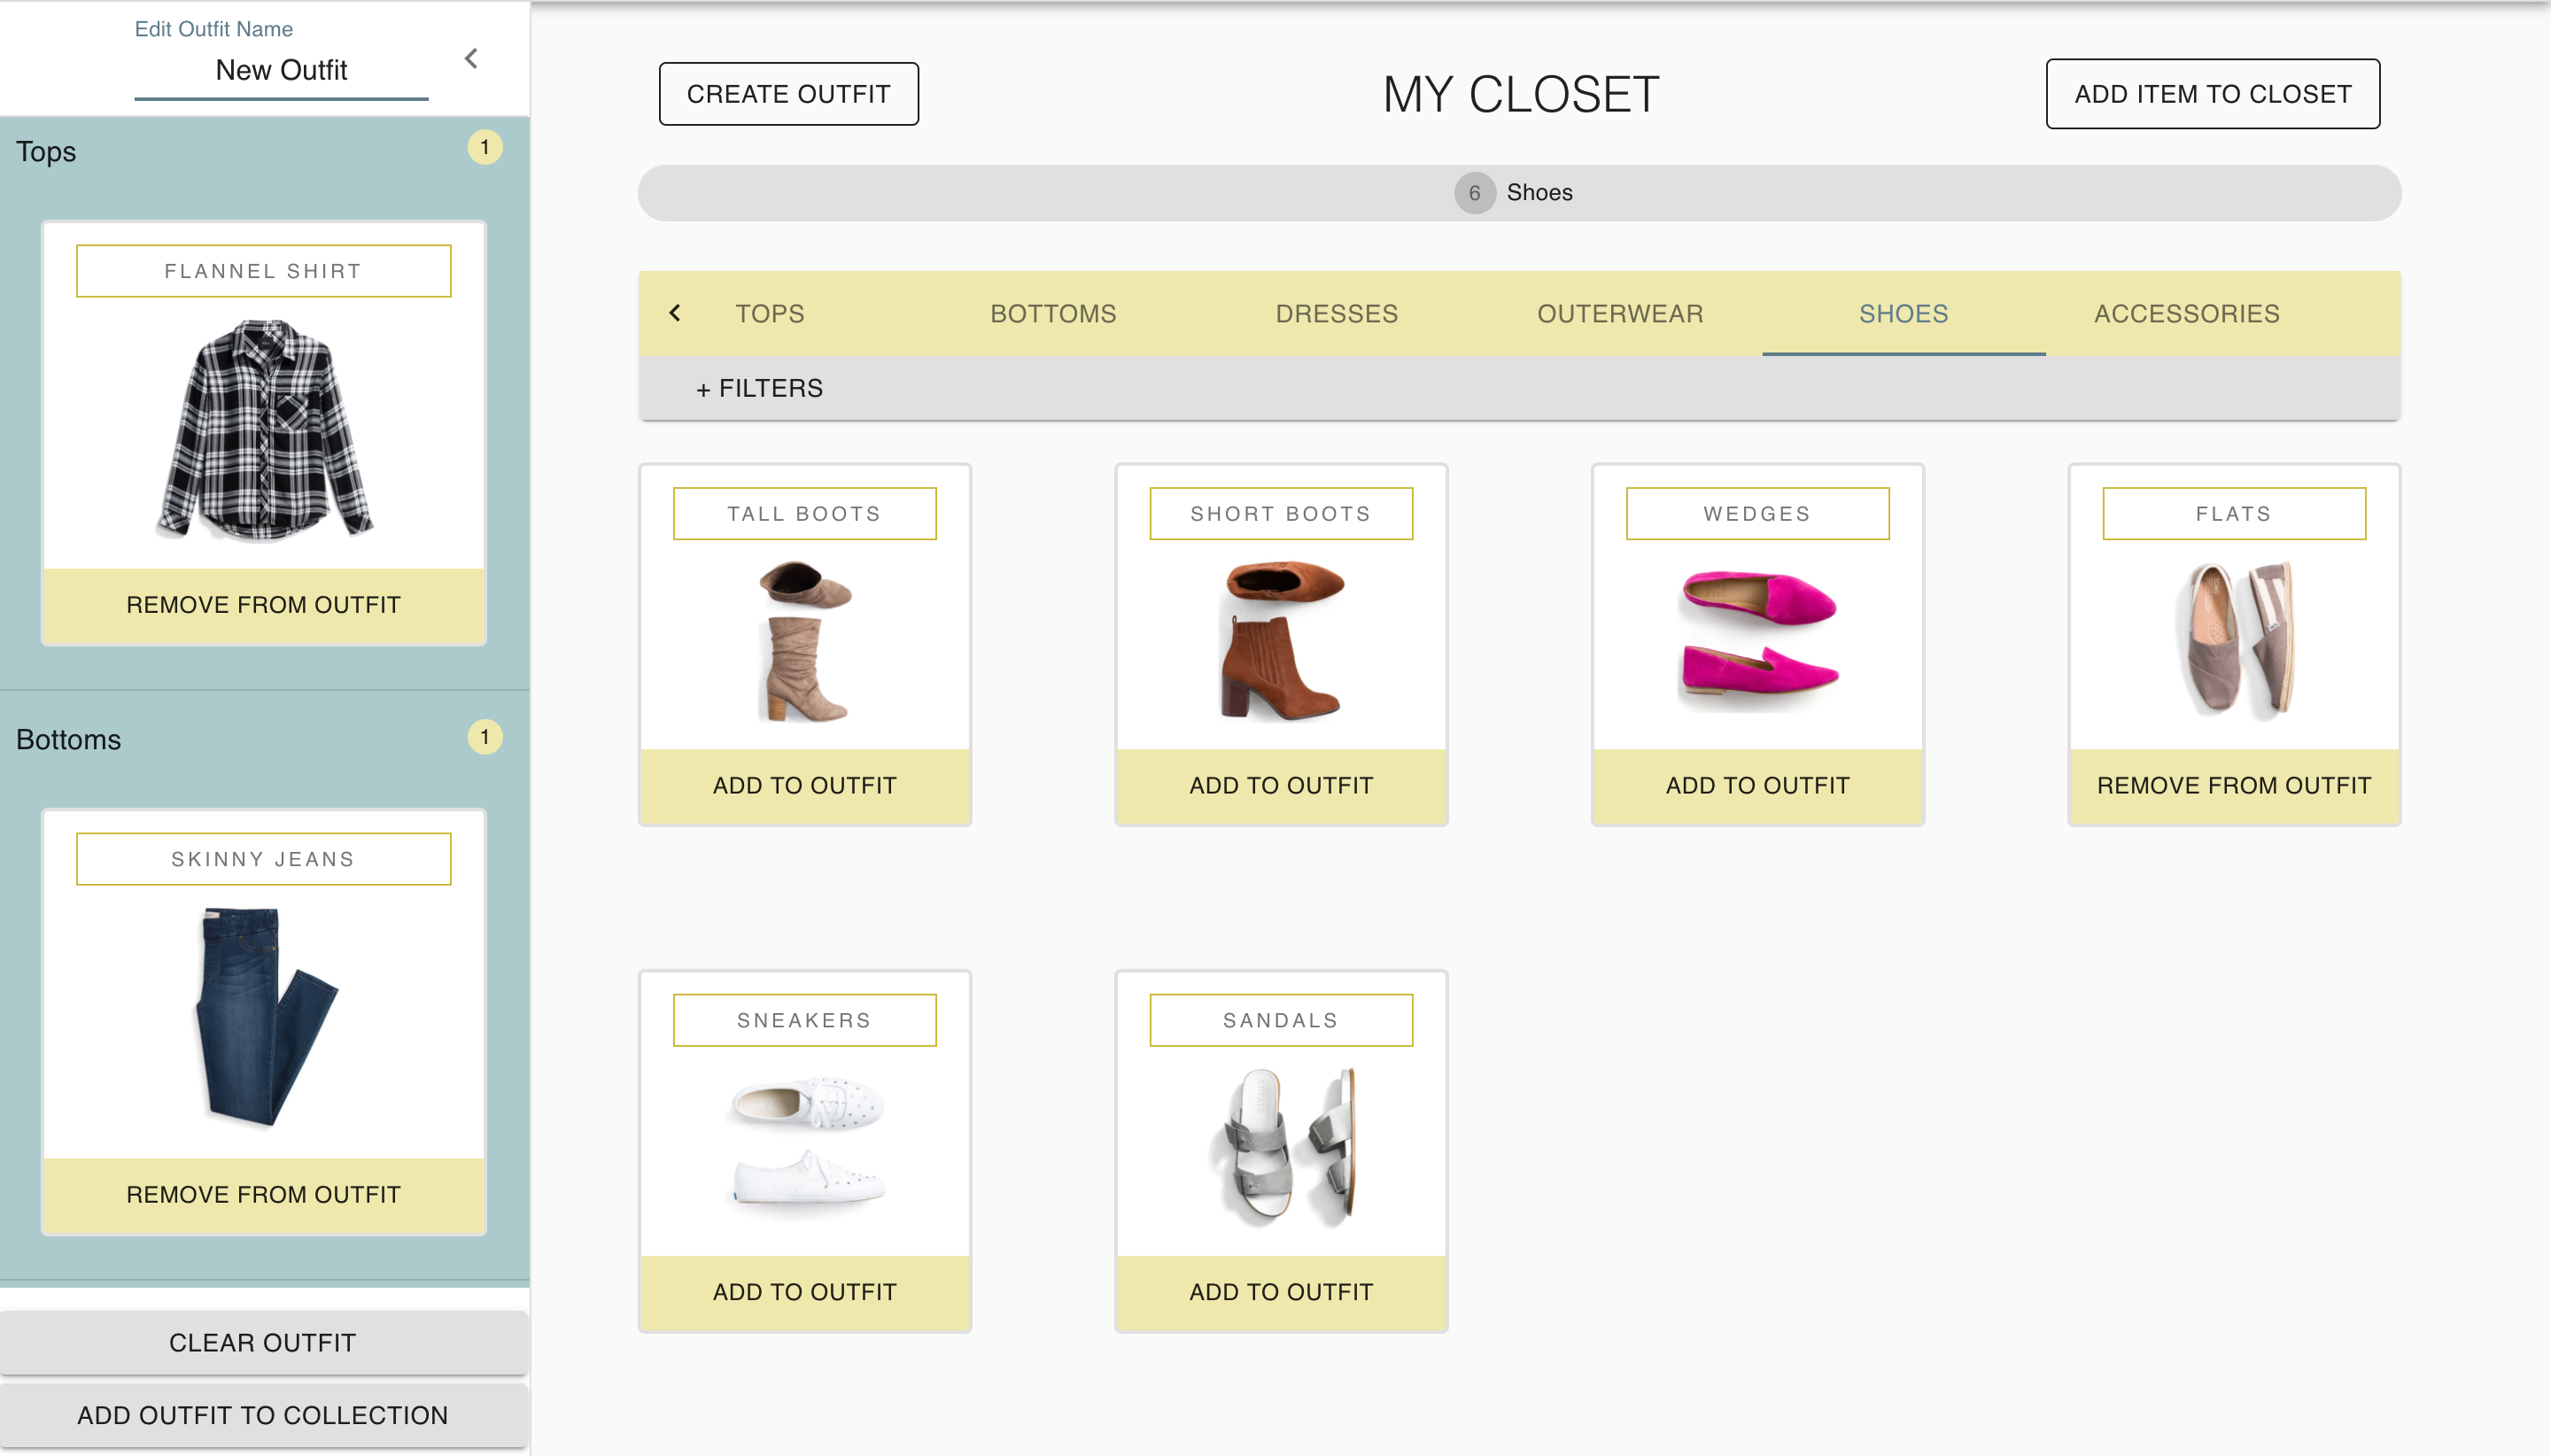 Edit Outfit Name
New Outfit
Tops
1
FLANNEL SHIRT
REMOVE FROM OUTFIT
Bottoms
1
SKINNY JEANS
REMOVE FROM OUTFIT
CLEAR OUTFIT
ADD OUTFIT TO COLLECTION
CREATE OUTFIT
MY CLOSET
ADD ITEM TO CLOSET
6 Shoes
TOPS BOTTOMS DRESSES OUTERWEAR SHOES ACCESSORIES
+ FILTERS
TALL BOOTS
ADD TO OUTFIT
SHORT BOOTS
ADD TO OUTFIT
WEDGES
ADD TO OUTFIT
FLATS
REMOVE FROM OUTFIT
SNEAKERS
ADD TO OUTFIT
SANDALS
ADD TO OUTFIT